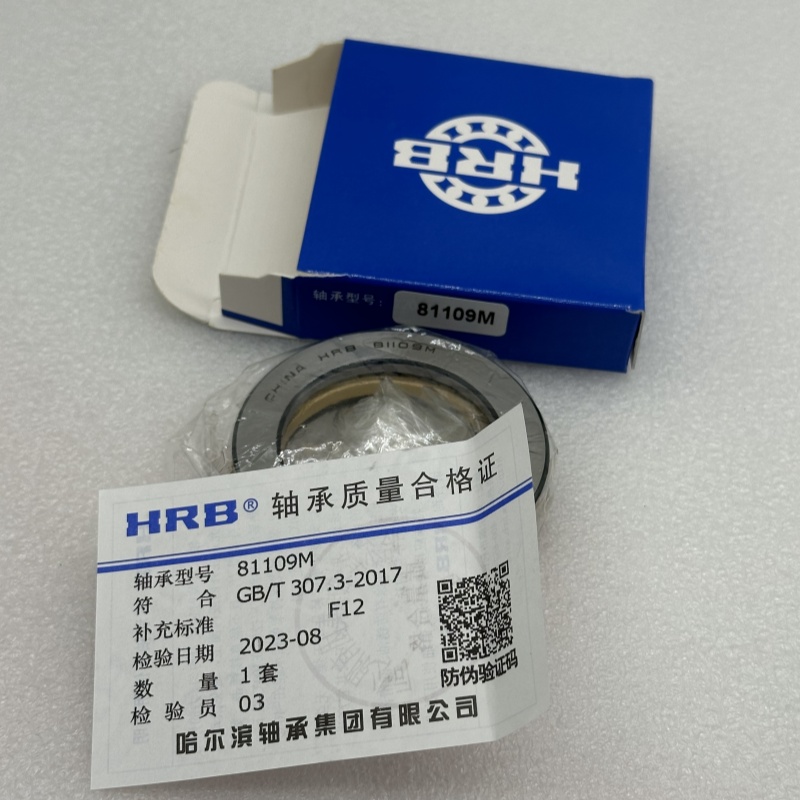 HRB
轴承型号：
81109M
CHINA HRB 81109M
HRB® 轴承质量合格证
轴承型号 81109M
符合 GB/T 307.3-2017
补充标准 F12
检验日期 2023-08
数量 1 套
检验员 03
防伪验证码
哈尔滨轴承集团有限公司